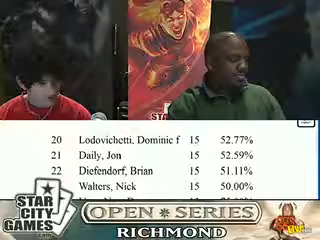 20 Lodovichetti, Dominic f 15 52.77%
21 Daily, Jon 15 52.59%
22 Diefendorf, Brian 15 51.11%
Walters, Nick 15 50.00%
STAR
CITY
GAMES
.com
OPEN SERIES
RICHMOND